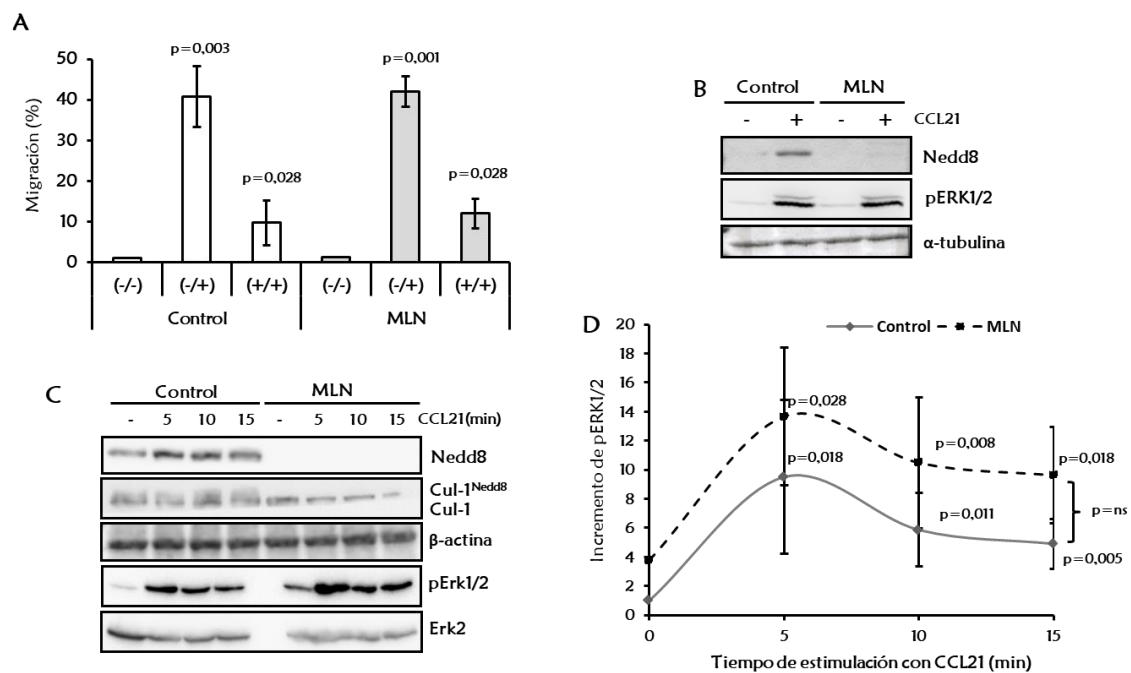 A
p=0,003
p=0,001
p=0,028
p=0,028
Migración (%)
50
40
30
20
10
0
(-/-) (-/+) (+/+) (-/-) (-/+) (+/+)
Control MLN
B
Control MLN
- + - + CCL21
Nedd8
pERK1/2
α-tubulina
C
Control MLN
- 5 10 15 - 5 10 15 CCL21(min)
Nedd8
Cul-1Nedd8
Cul-1
β-actina
pErk1/2
Erk2
D
Control MLN
Incremento de pERK1/2
20
18
16
14
12
10
8
6
4
2
0
p=0,028
p=0,018
p=0,008
p=0,011
p=0,018
p=ns
p=0,005
0 5 10 15
Tiempo de estimulación con CCL21 (min)